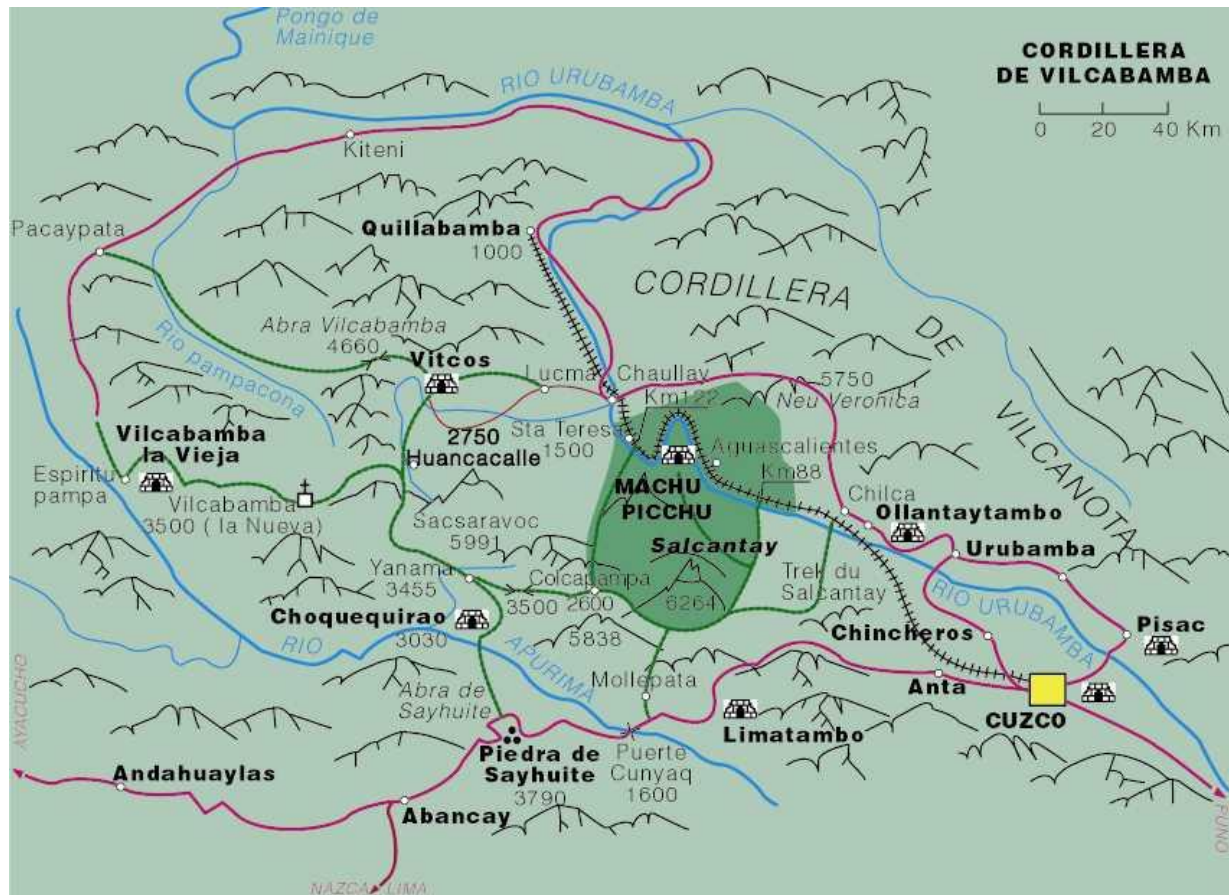 Pongo de
Mainique
RIO URUBAMBA
CORDILLERA
DE VILCABAMBA
0 20 40 Km
Kiteni
Pacaypata
Quillabamba
1000
CORDILLERA
DE
VILCANOTA
Abra Vilcabamba
4660
Rio pampacona
Vitcos
Lucma
Chaullay
Km122
5750
Neu Veronica
Sta Teresa
1500
Aguascalientes
Km88
2750
Huancacalle
Vilcabamba
la Vieja
Espiritu
pampa
Vilcabamba
3500 ( la Nueva)
MACHU
PICCHU
Chilca
Ollantaytambo
Urubamba
Sacsaravoc
5991
Salcantay
6264
Yanama
3455
3500
Colcapampa
2600
5838
Trek du
Salcantay
RIO URUBAMBA
Choquequirao
3030
RIO
APURIMA
Chincheros
Pisac
Mollepata
Anta
CUZCO
Abra de
Sayhuite
Limatambo
AYACUCHO
Piedra de
Sayhuite
3790
Puerte
Cunyaq
1600
Andahuaylas
Abancay
PUNO
NAZCA LIMA